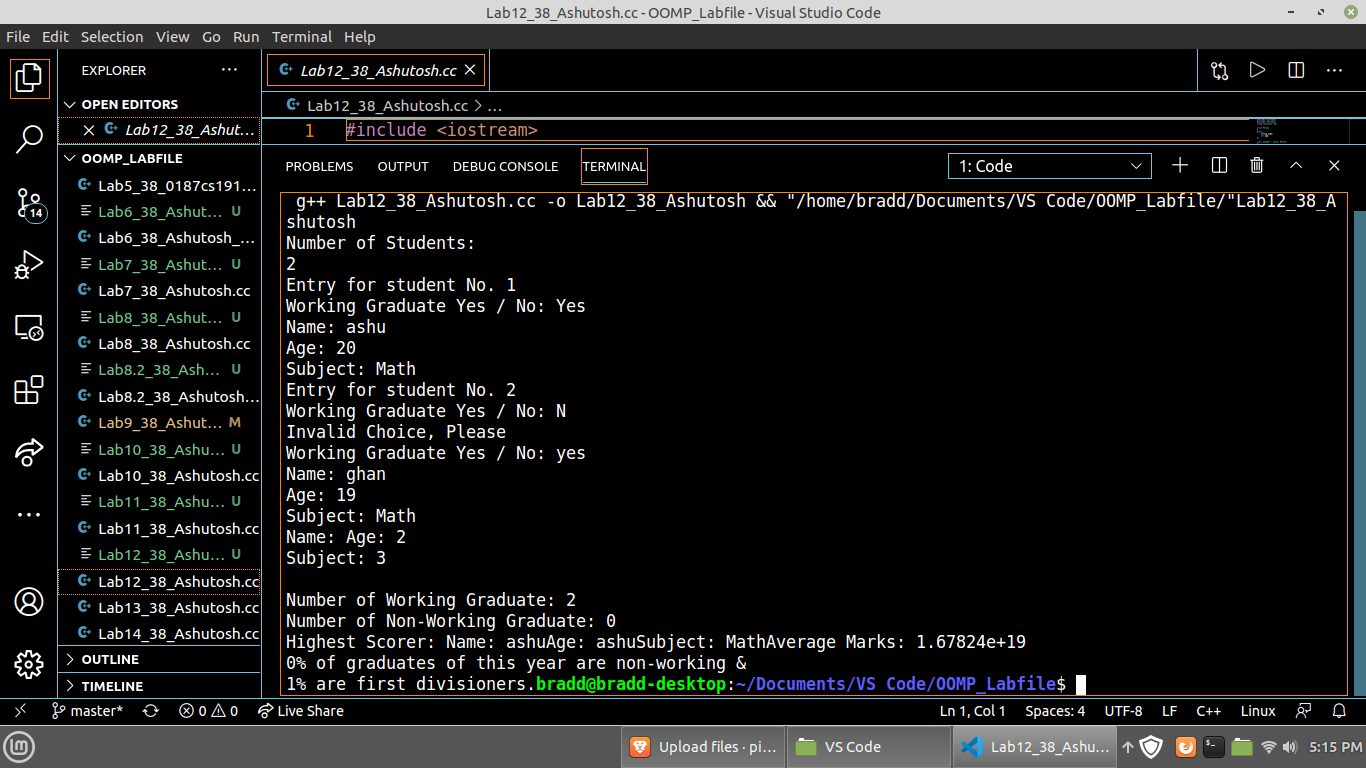 Lab12_38_Ashutosh.cc - OOMP_Labfile - Visual Studio Code
File Edit Selection View Go Run Terminal Help
EXPLORER
OPEN EDITORS
Lab12_38_Ashut...
OOMP_LABFILE
Lab5_38_0187cs191...
Lab6_38_Ashut... U
Lab6_38_Ashutosh_...
Lab7_38_Ashut... U
Lab7_38_Ashutosh.cc
Lab8_38_Ashut... U
Lab8_38_Ashutosh.cc
Lab8.2_38_Ash... U
Lab8.2_38_Ashutosh...
Lab9_38_Ashut... M
Lab10_38_Ashu... U
Lab10_38_Ashutosh.cc
Lab11_38_Ashu... U
Lab11_38_Ashutosh.cc
Lab12_38_Ashu... U
Lab12_38_Ashutosh.cc
Lab13_38_Ashutosh.cc
Lab14_38_Ashutosh.cc
OUTLINE
TIMELINE
14
Lab12_38_Ashutosh.cc
Lab12_38_Ashutosh.cc > ...
1 #include <iostream>
PROBLEMS OUTPUT DEBUG CONSOLE TERMINAL 1: Code
g++ Lab12_38_Ashutosh.cc -o Lab12_38_Ashutosh && "/home/bradd/Documents/VS Code/OOMP_Labfile/"Lab12_38_A
shutosh
Number of Students:
2
Entry for student No. 1
Working Graduate Yes / No: Yes
Name: ashu
Age: 20
Subject: Math
Entry for student No. 2
Working Graduate Yes / No: N
Invalid Choice, Please
Working Graduate Yes / No: yes
Name: ghan
Age: 19
Subject: Math
Name: Age: 2
Subject: 3
Number of Working Graduate: 2
Number of Non-Working Graduate: 0
Highest Scorer: Name: ashuAge: ashuSubject: MathAverage Marks: 1.67824e+19
0% of graduates of this year are non-working &
1% are first divisioners.bradd@bradd-desktop:~/Documents/VS Code/OOMP_Labfile$
master* 0 0 Live Share Ln 1, Col 1 Spaces: 4 UTF-8 LF C++ Linux
Upload files · pi... VS Code Lab12_38_Ashu... 5:15 PM